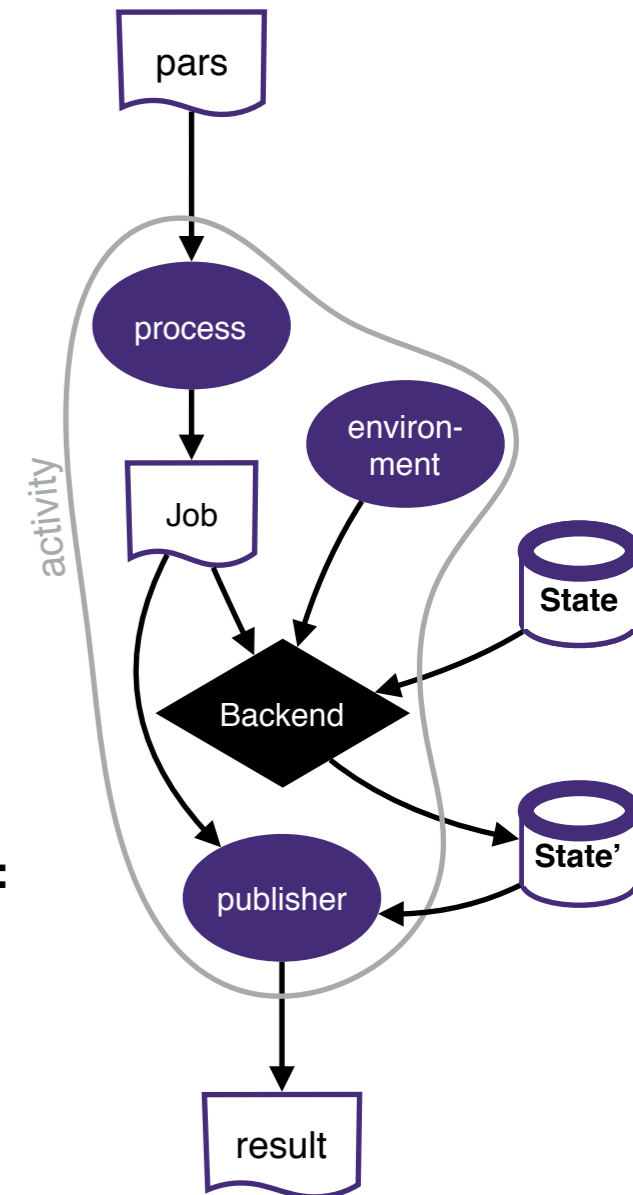 pars
process
environ-
ment
activity
Job
State
Backend
State’
:
publisher
result